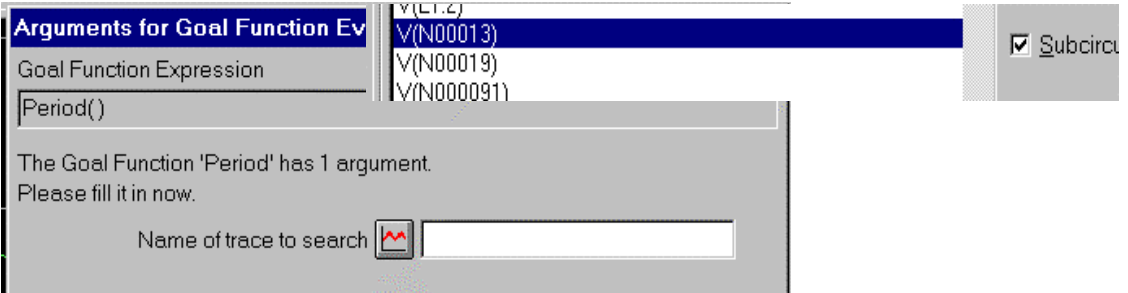 Arguments for Goal Function Ev
Goal Function Expression
Period()
V(N00013)
V(N00019)
V(N000091)
The Goal Function 'Period' has 1 argument.
Please fill it in now.
Name of trace to search